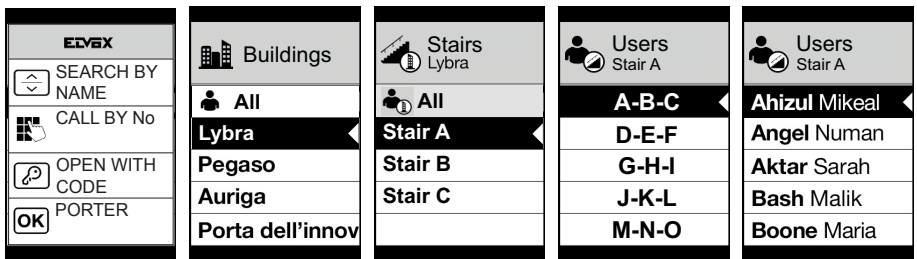 ELVOX
SEARCH BY
NAME
CALL BY No
OPEN WITH
CODE
OK PORTER
Buildings
All
Lybra
Pegaso
Auriga
Porta dell'innov
Stairs
Lybra
All
Stair A
Stair B
Stair C
Users
Stair A
A-B-C
D-E-F
G-H-I
J-K-L
M-N-O
Users
Stair A
Ahizul Mikeal
Angel Numan
Aktar Sarah
Bash Malik
Boone Maria